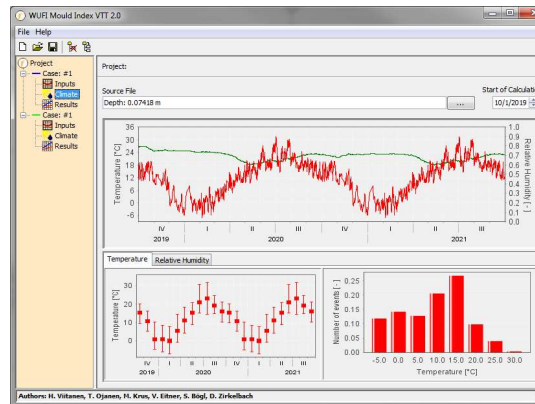 WUFI Mould Index VTT 2.0
File Help
Project
Case: #1
Inputs
Climate
Results
Case: #1
Inputs
Climate
Results
Project:
Source File
Start of Calculati
Depth: 0.07418 m
...
10/1/2019
Temperature [°C]
36
30
24
18
12
6
0
-6
1.0
0.9
0.8
0.7
0.6
0.5
0.4
0.3
0.2
0.1
0.0
Relative Humidity [-]
IV I II III IV I II III
2019 2020 2021
Temperature Relative Humidity
Temperature [°C]
30
20
10
0
IV I II III IV I II III
2019 2020 2021
Number of events [-]
0.25
0.20
0.15
0.10
0.05
0.00
-5.0 0.0 5.0 10.0 15.0 20.0 25.0 30.0
Temperature [°C]
Authors: H. Viitanen, T. Ojanen, M. Krus, V. Eitner, S. Bögl, D. Zirkelbach